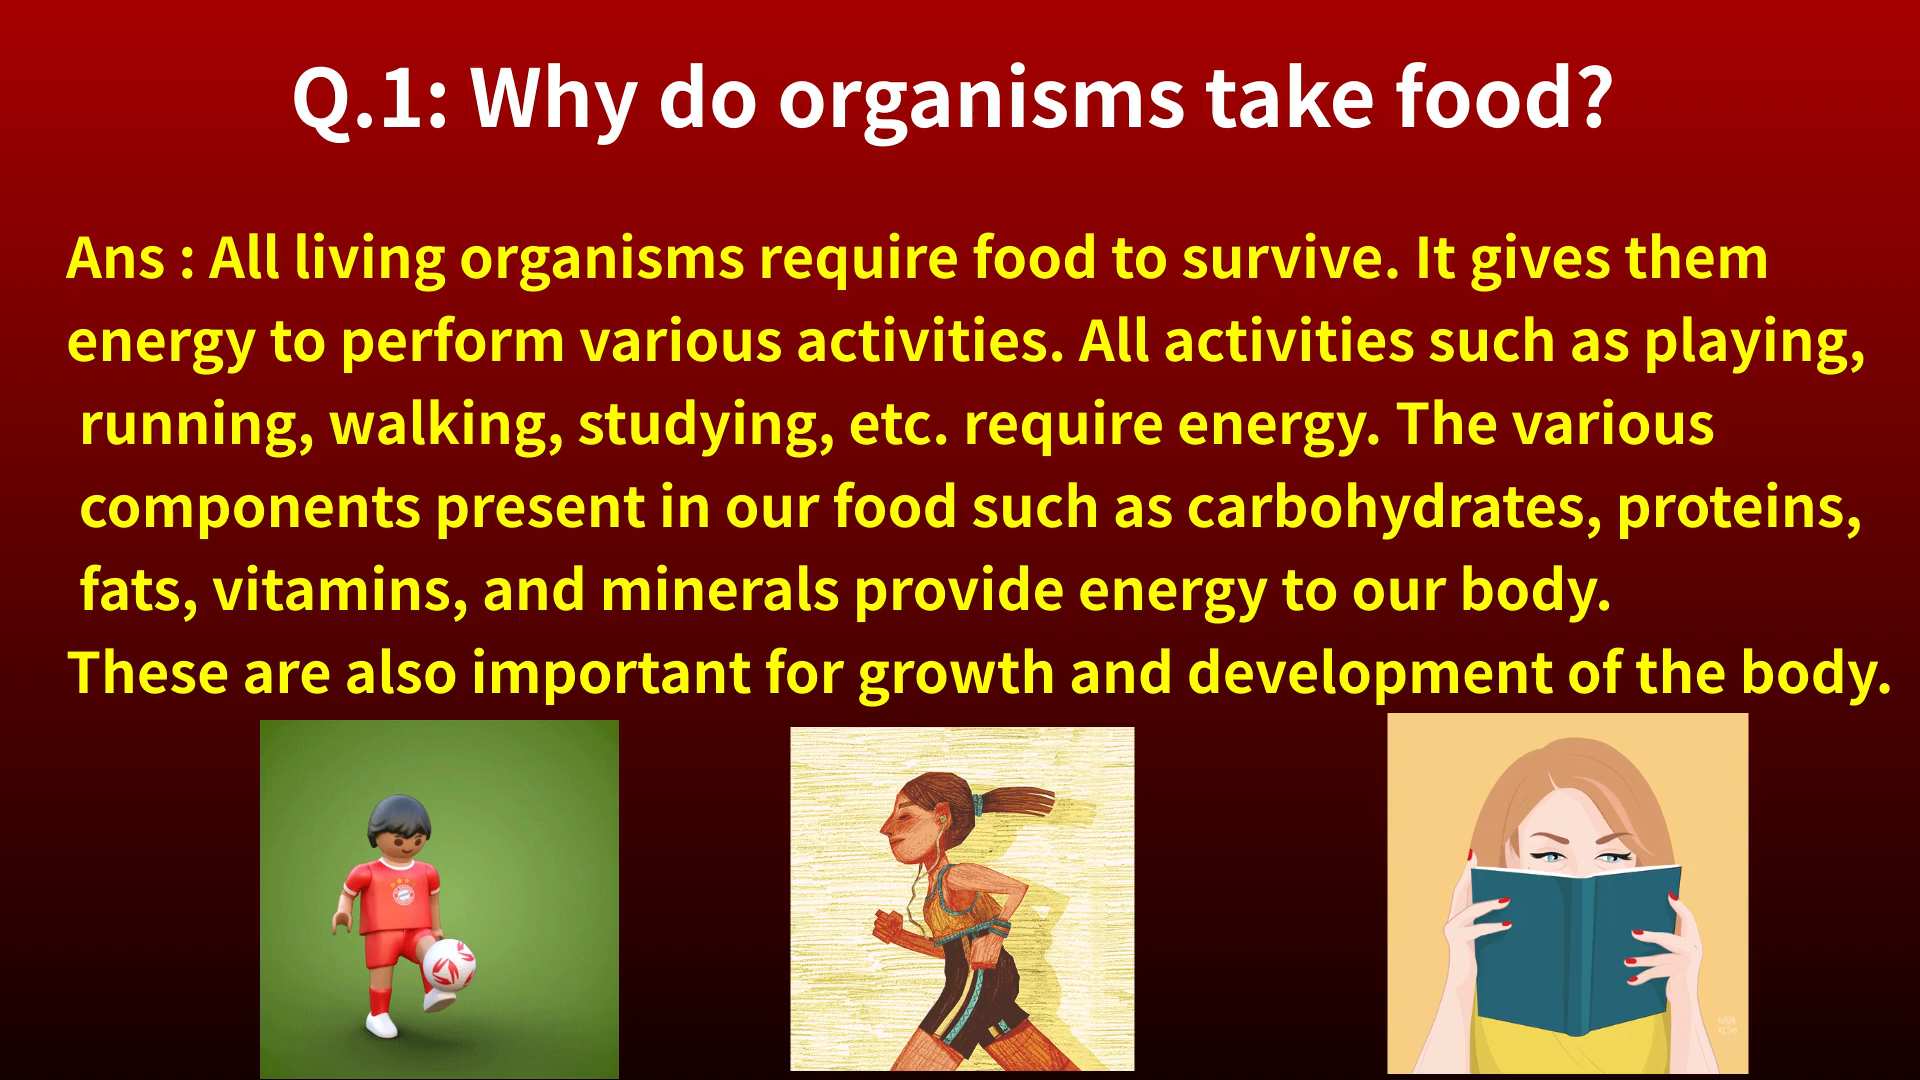 Q.1: Why do organisms take food?
Ans : All living organisms require food to survive. It gives them
energy to perform various activities. All activities such as playing,
running, walking, studying, etc. require energy. The various
components present in our food such as carbohydrates, proteins,
fats, vitamins, and minerals provide energy to our body.
These are also important for growth and development of the body.